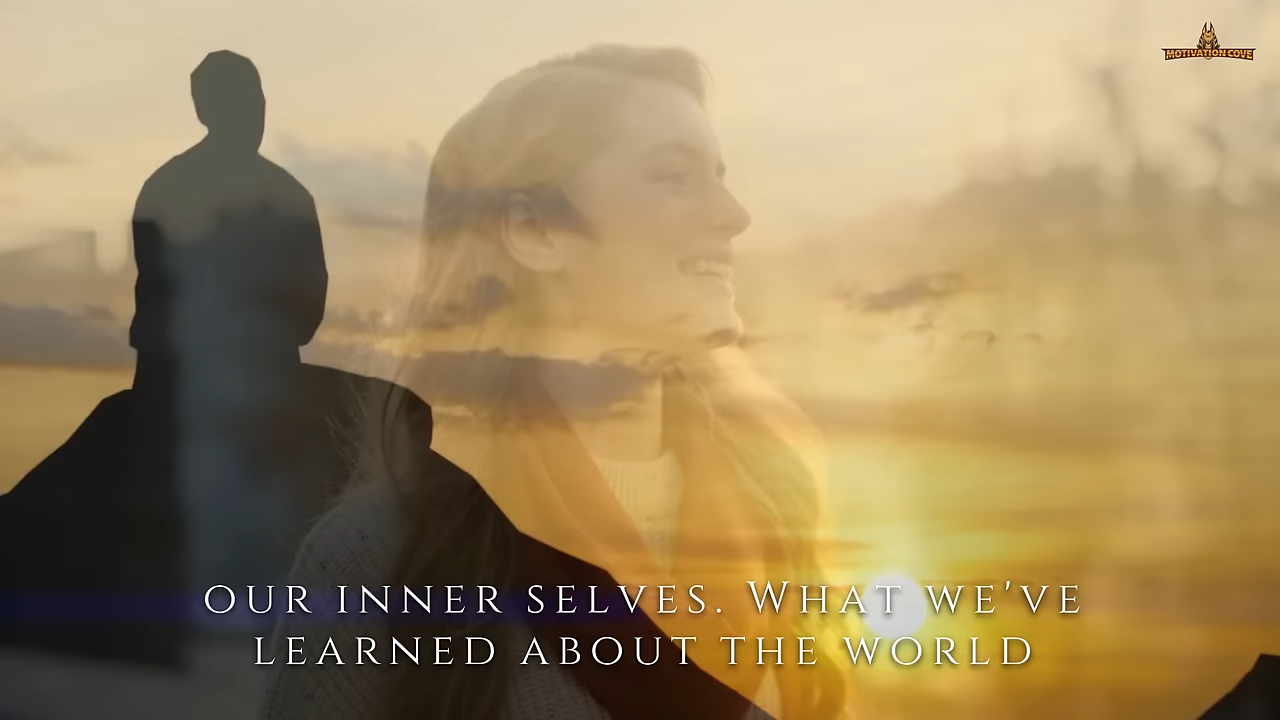 MOTIVATION COVE
OUR INNER SELVES. WHAT WE'VE
LEARNED ABOUT THE WORLD